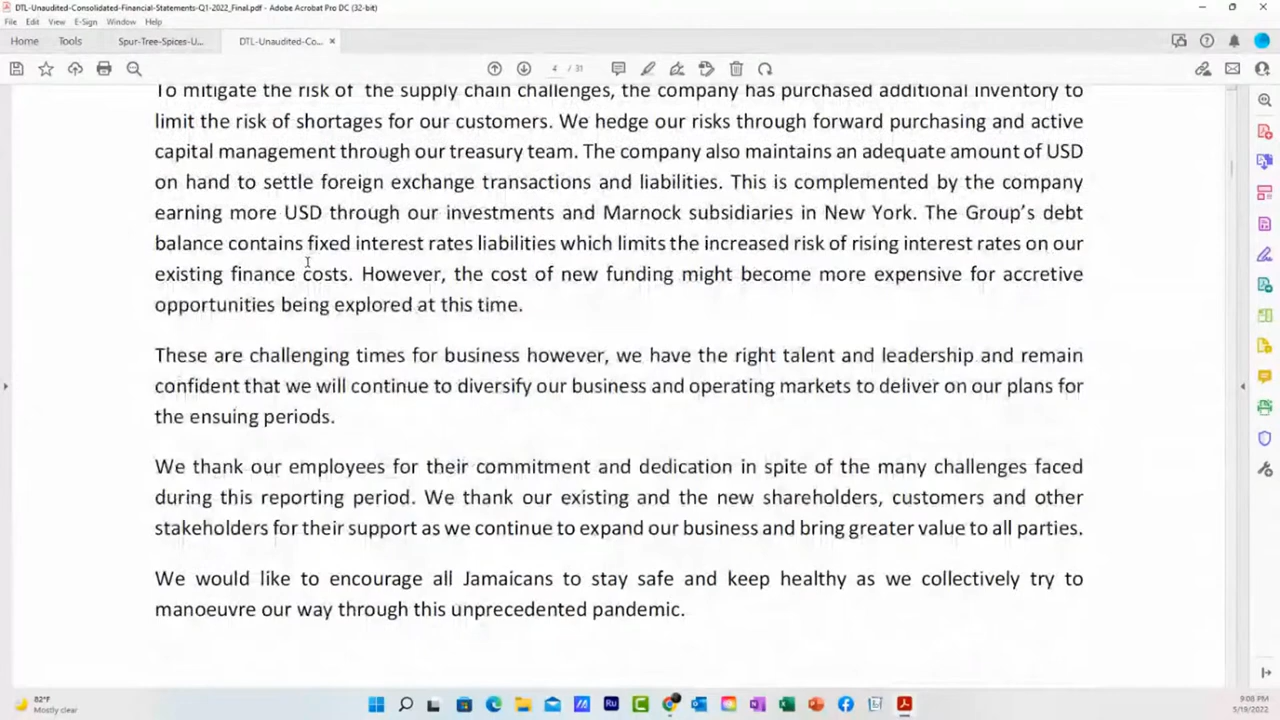 DTL-Unaudited-Consolidated-Financial-Statements-Q1-2022_Final.pdf - Adobe Acrobat Pro DC (32-bit)
File Edit View E-Sign Window Help
Home Tools Spur-Tree-Spices-U... DTL-Unaudited-Co...
4 / 31
To mitigate the risk of the supply chain challenges, the company has purchased additional inventory to
limit the risk of shortages for our customers. We hedge our risks through forward purchasing and active
capital management through our treasury team. The company also maintains an adequate amount of USD
on hand to settle foreign exchange transactions and liabilities. This is complemented by the company
earning more USD through our investments and Marnock subsidiaries in New York. The Group's debt
balance contains fixed interest rates liabilities which limits the increased risk of rising interest rates on our
existing finance costs. However, the cost of new funding might become more expensive for accretive
opportunities being explored at this time.
These are challenging times for business however, we have the right talent and leadership and remain
confident that we will continue to diversify our business and operating markets to deliver on our plans for
the ensuing periods.
We thank our employees for their commitment and dedication in spite of the many challenges faced
during this reporting period. We thank our existing and the new shareholders, customers and other
stakeholders for their support as we continue to expand our business and bring greater value to all parties.
We would like to encourage all Jamaicans to stay safe and keep healthy as we collectively try to
manoeuvre our way through this unprecedented pandemic.
82°F
Mostly clear
Ru
9:08 PM
5/19/2022